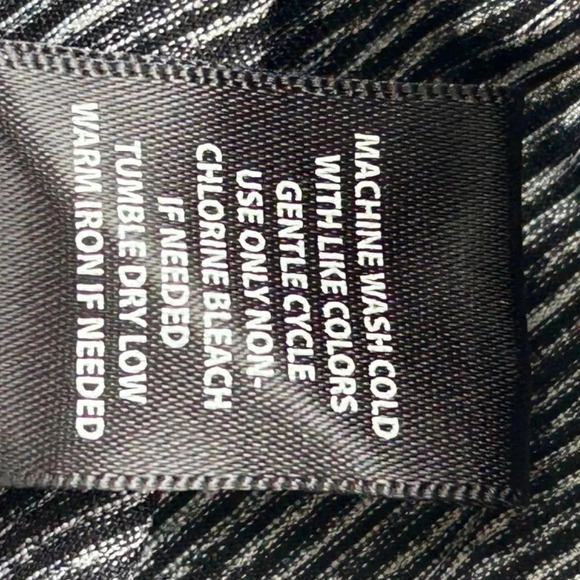 MACHINE WASH COLD
WITH LIKE COLORS
GENTLE CYCLE
USE ONLY NON-
CHLORINE BLEACH
IF NEEDED
TUMBLE DRY LOW
WARM IRON IF NEEDED